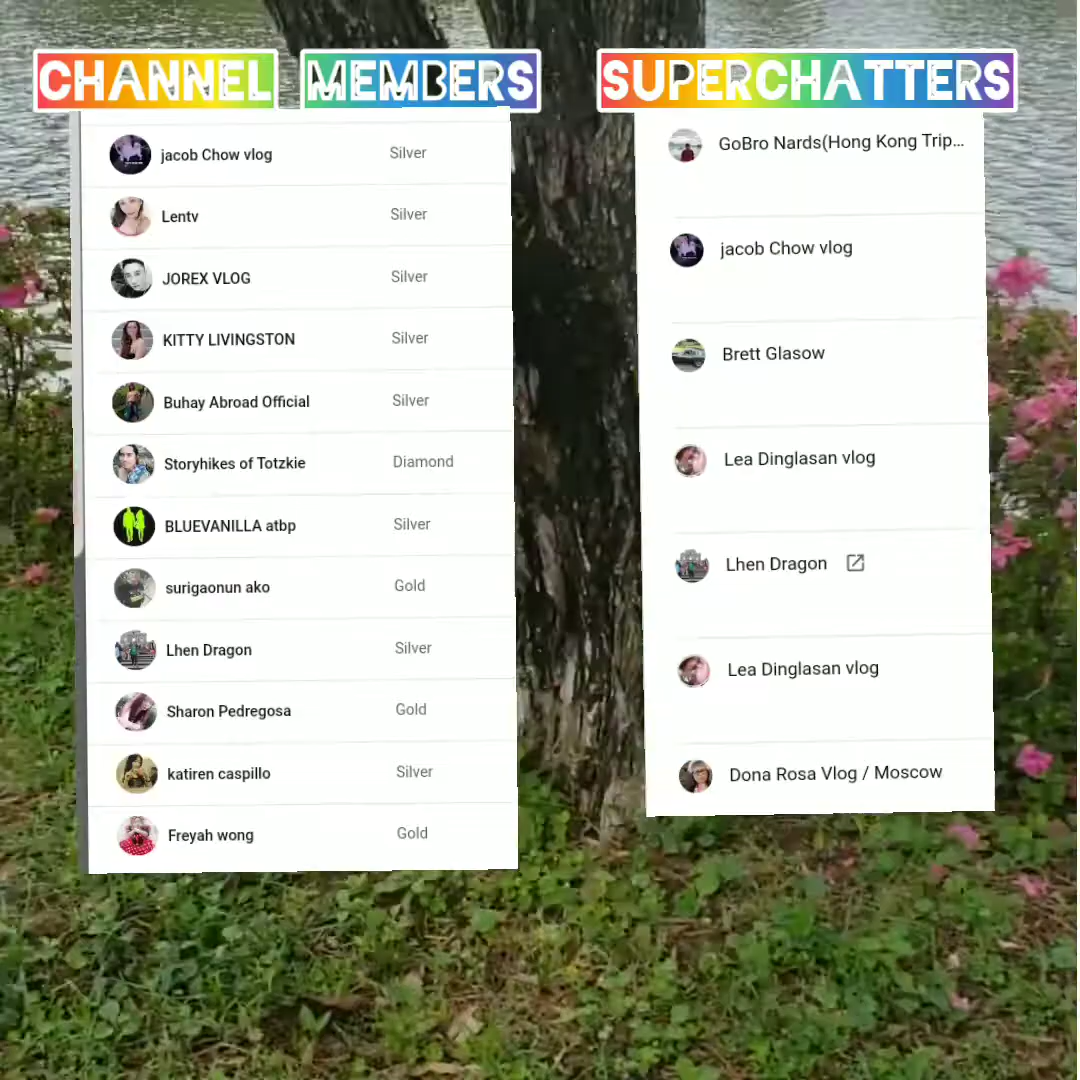 CHANNEL MEMBERS
jacob Chow vlog Silver
Lentv Silver
JOREX VLOG Silver
KITTY LIVINGSTON Silver
Buhay Abroad Official Silver
Storyhikes of Totzkie Diamond
BLUEVANILLA atbp Silver
surigaonun ako Gold
Lhen Dragon Silver
Sharon Pedregosa Gold
katiren caspillo Silver
Freyah wong Gold
SUPERCHATTERS
GoBro Nards(Hong Kong Trip...
jacob Chow vlog
Brett Glasow
Lea Dinglasan vlog
Lhen Dragon
Lea Dinglasan vlog
Dona Rosa Vlog / Moscow